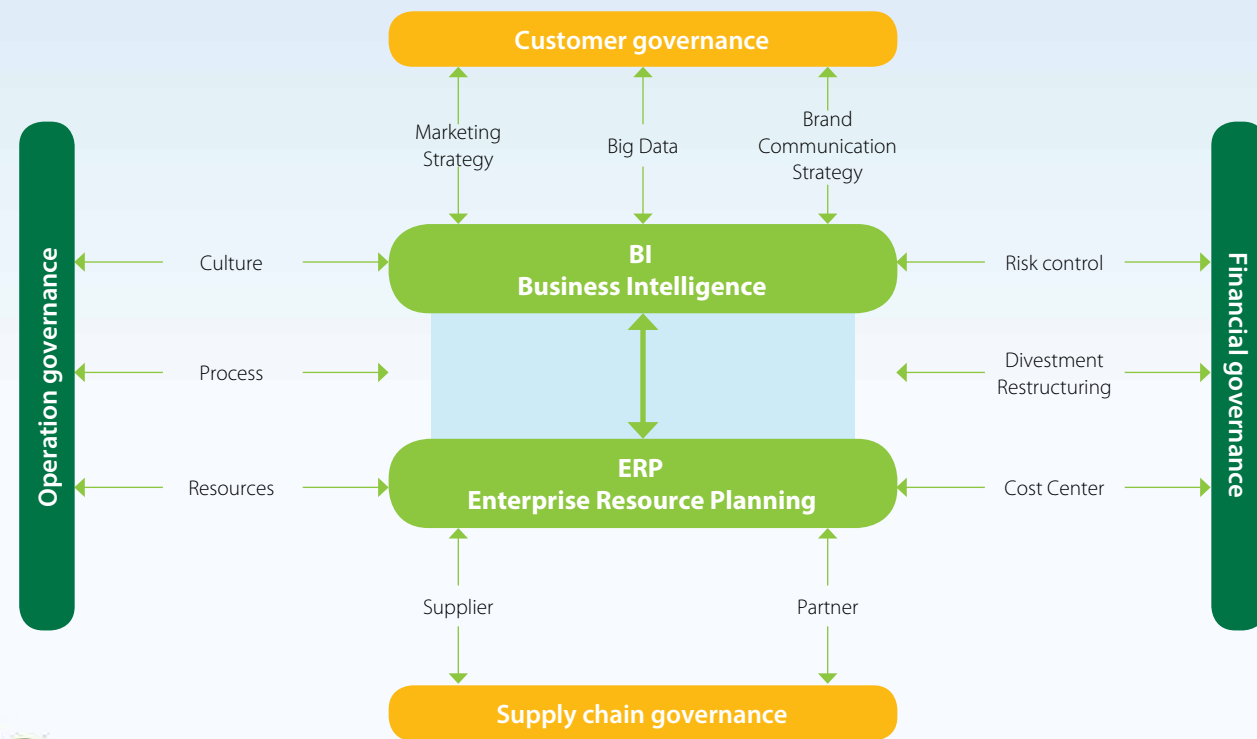 Customer governance
Marketing
Strategy
Big Data
Brand
Communication
Strategy
Operation governance
Culture
BI
Business Intelligence
Risk control
Financial governance
Process
Divestment
Restructuring
Resources
ERP
Enterprise Resource Planning
Cost Center
Supplier
Partner
Supply chain governance